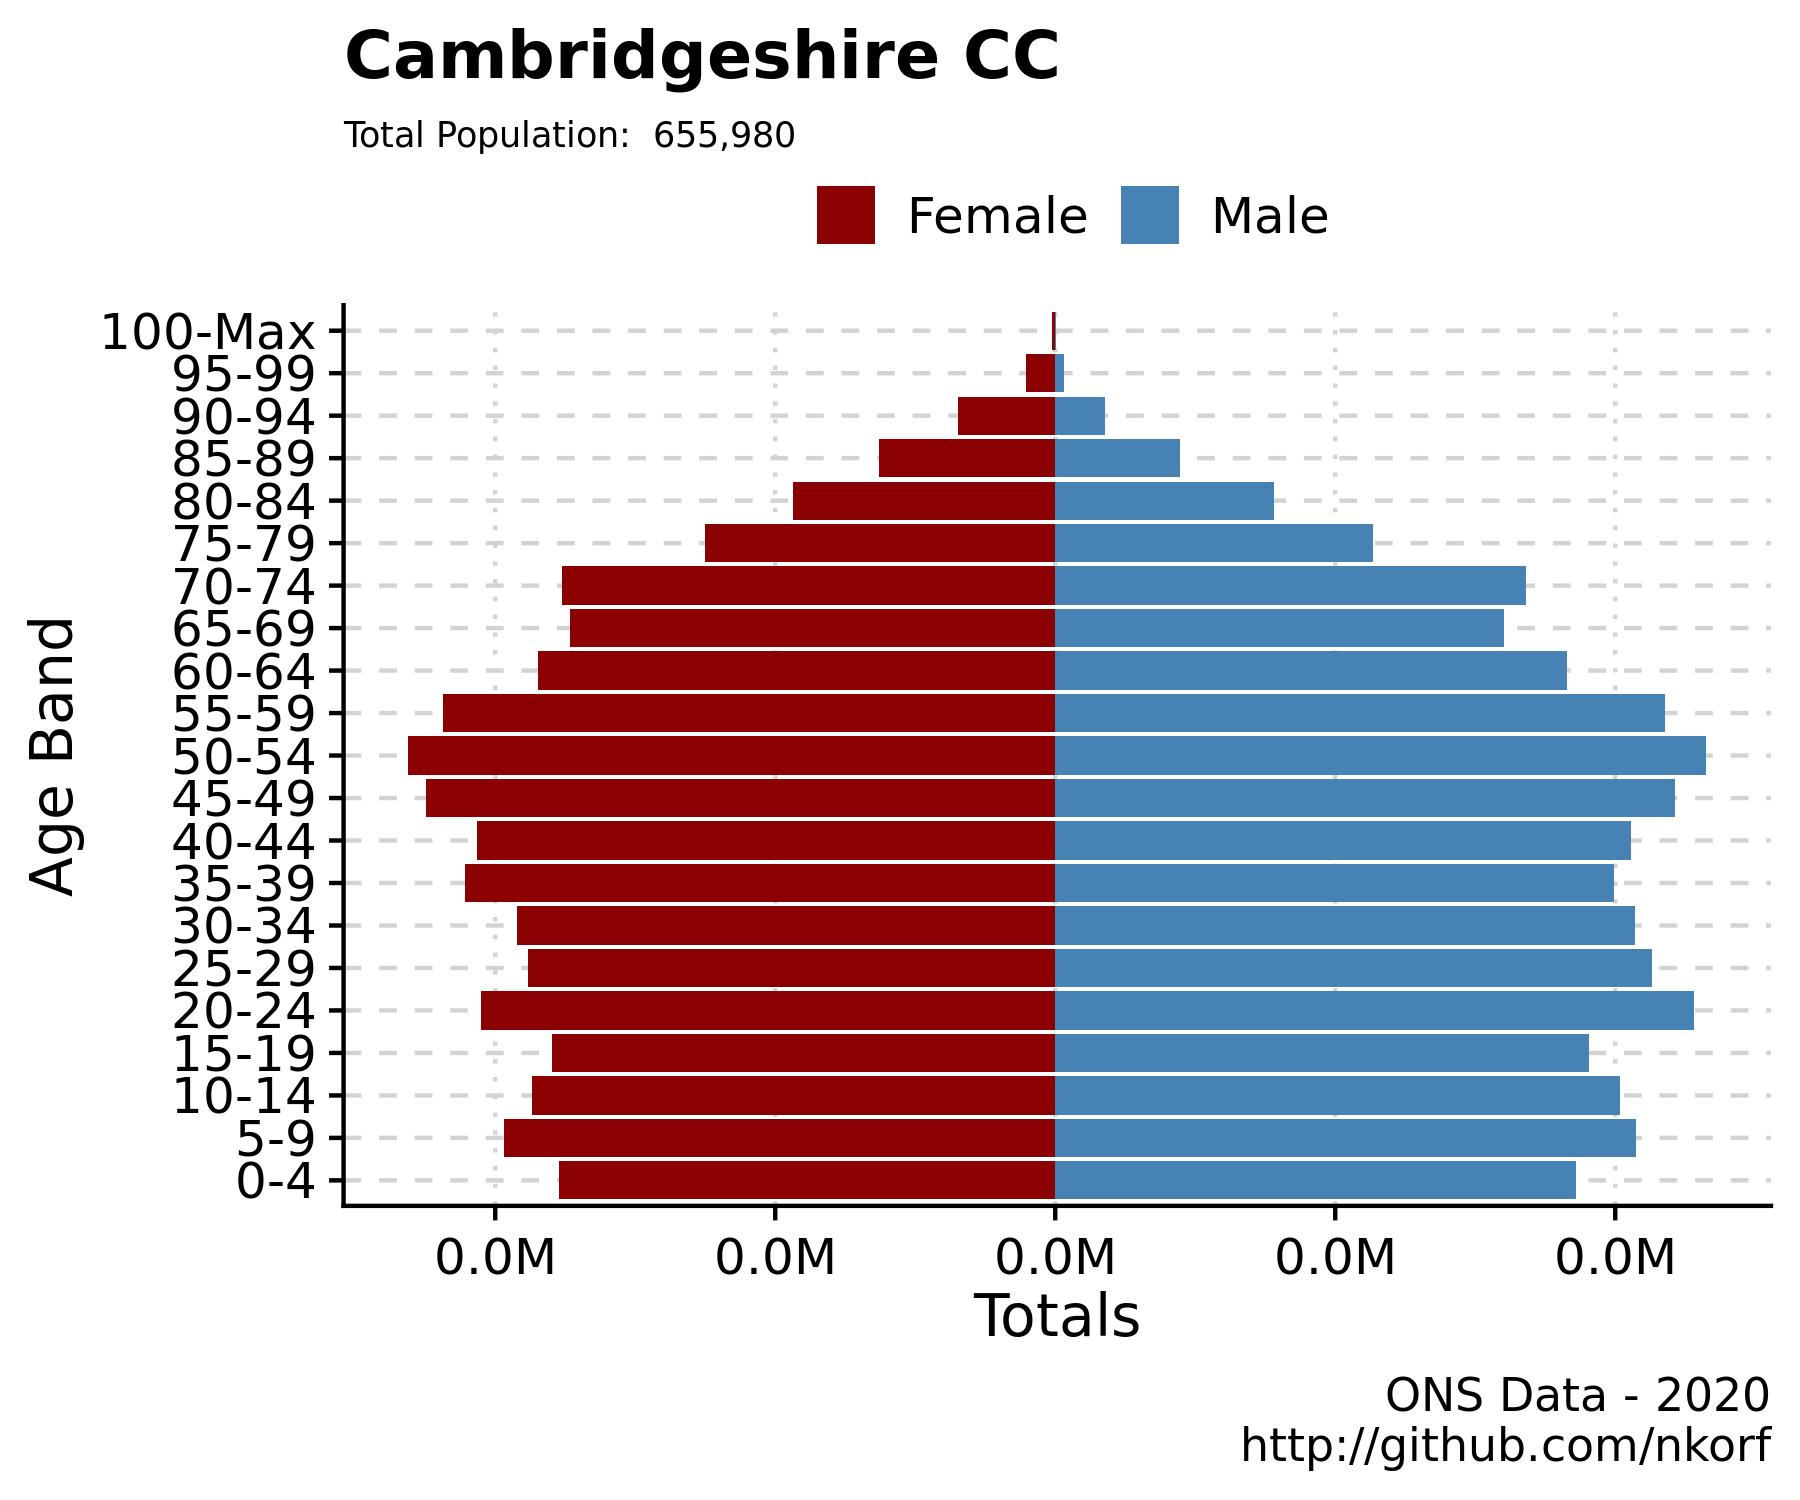 Cambridgeshire CC
Total Population:  655,980
Female Male
100-Max
95-99
90-94
85-89
80-84
75-79
70-74
65-69
60-64
55-59
50-54
45-49
40-44
35-39
30-34
25-29
20-24
15-19
10-14
5-9
0-4
Age Band
0.0M 0.0M 0.0M 0.0M 0.0M
Totals
ONS Data - 2020
http://github.com/nkorf